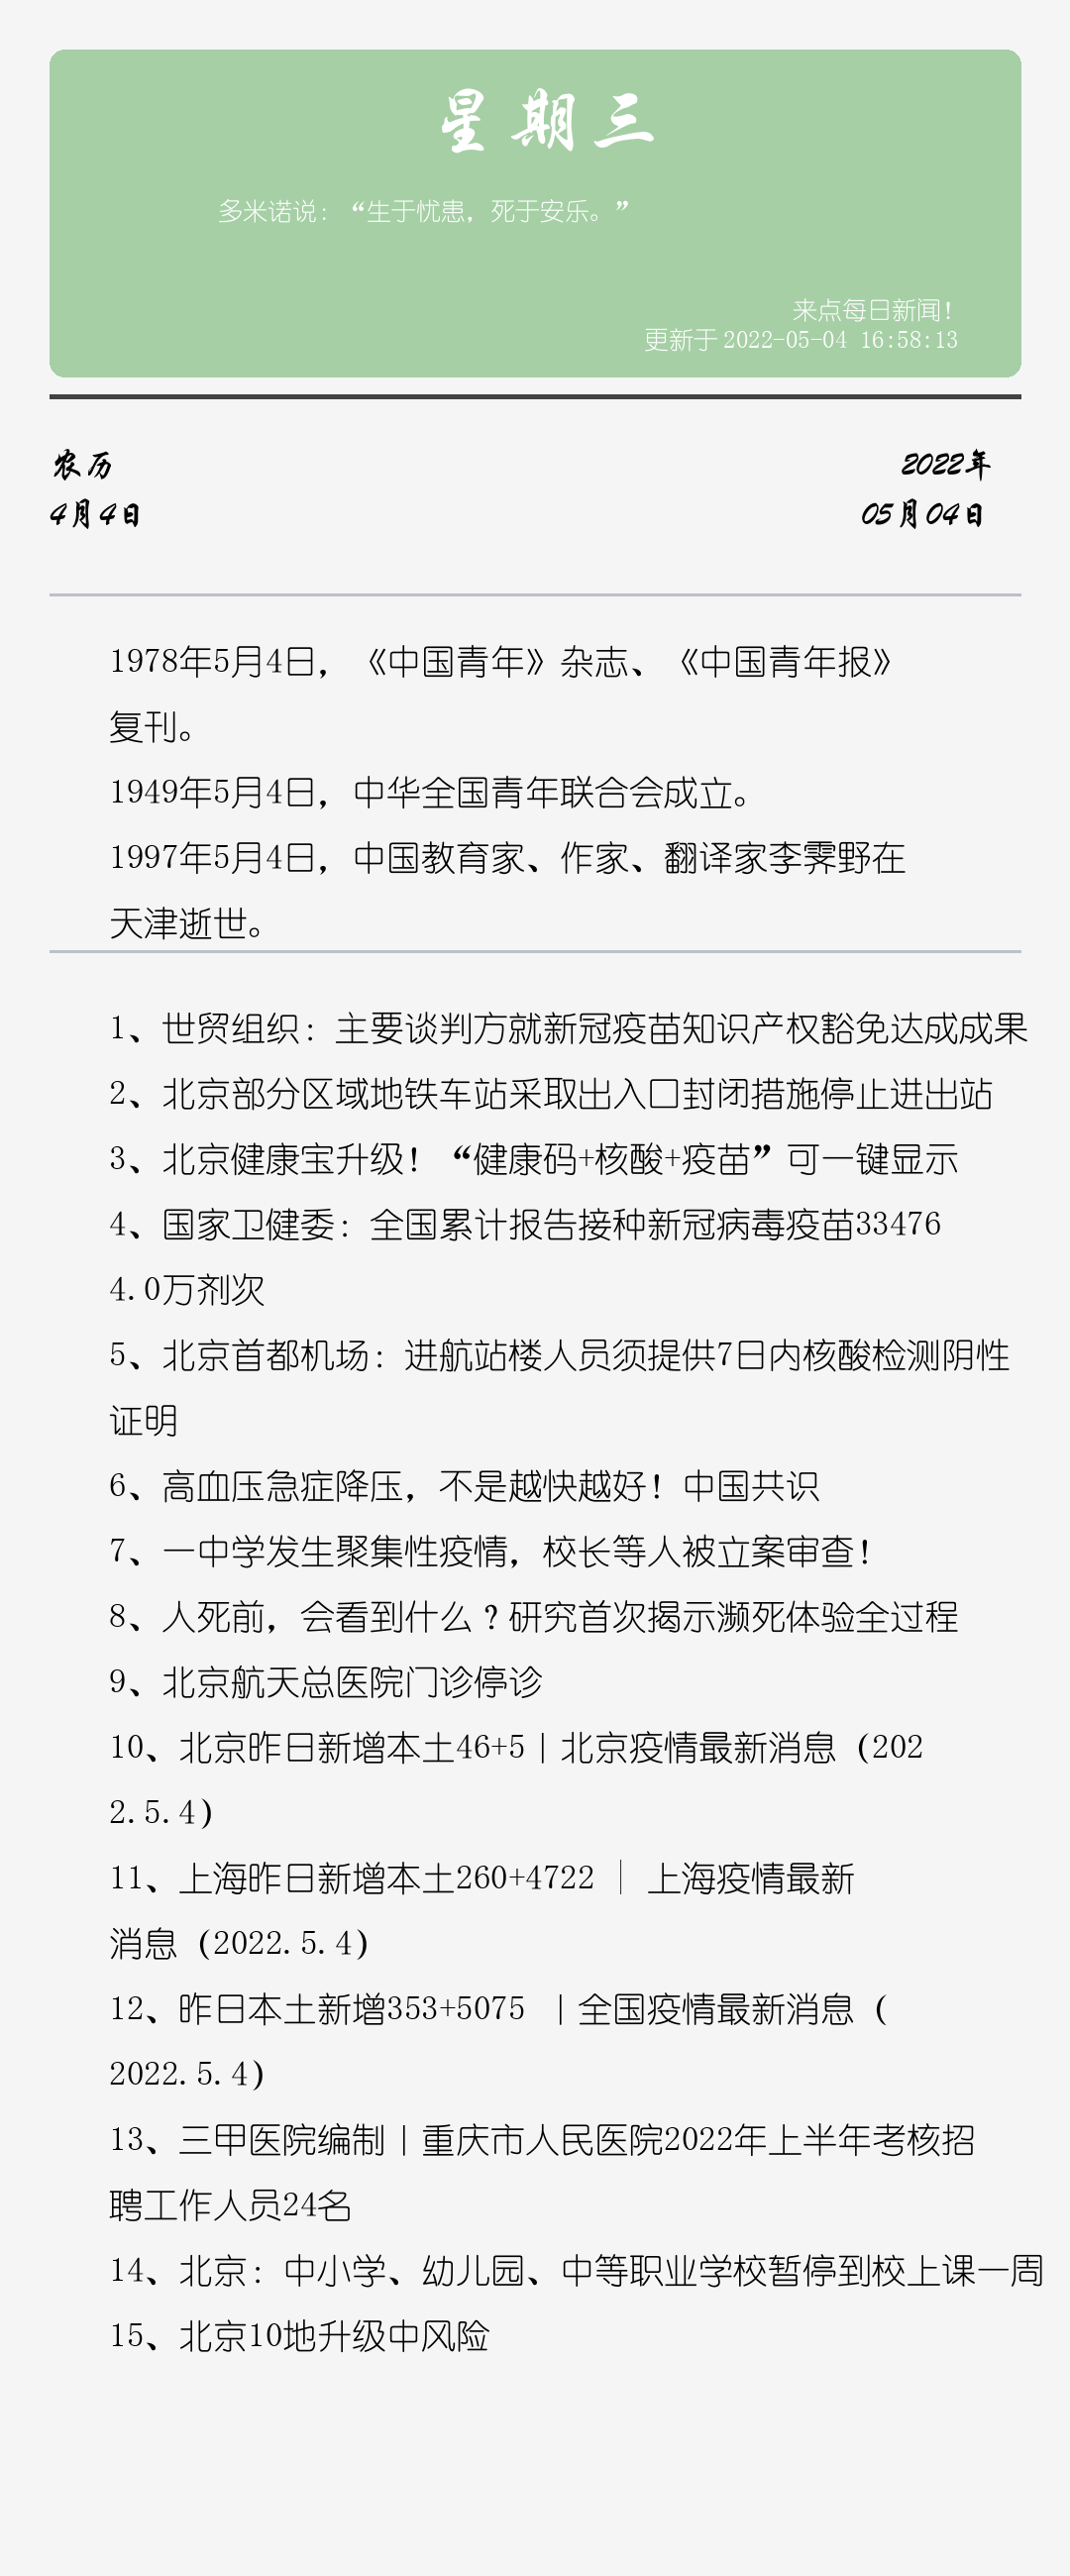 星期三
多米诺说：“生于忧患，死于安乐。”
来点每日新闻！
更新于 2022-05-04 16:58:13
农历
2022年
4月4日
05月04日
1978年5月4日，《中国青年》杂志、《中国青年报》
复刊。
1949年5月4日，中华全国青年联合会成立。
1997年5月4日，中国教育家、作家、翻译家李霁野在
天津逝世。
1、世贸组织：主要谈判方就新冠疫苗知识产权豁免达成成果
2、北京部分区域地铁车站采取出入口封闭措施停止进出站
3、北京健康宝升级！“健康码+核酸+疫苗”可一键显示
4、国家卫健委：全国累计报告接种新冠病毒疫苗33476
4.0万剂次
5、北京首都机场：进航站楼人员须提供7日内核酸检测阴性
证明
6、高血压急症降压，不是越快越好！中国共识
7、一中学发生聚集性疫情，校长等人被立案审查！
8、人死前，会看到什么？研究首次揭示濒死体验全过程
9、北京航天总医院门诊停诊
10、北京昨日新增本土46+5丨北京疫情最新消息（202
2.5.4）
11、上海昨日新增本土260+4722 │ 上海疫情最新
消息（2022.5.4）
12、昨日本土新增353+5075 丨全国疫情最新消息（
2022.5.4）
13、三甲医院编制丨重庆市人民医院2022年上半年考核招
聘工作人员24名
14、北京：中小学、幼儿园、中等职业学校暂停到校上课一周
15、北京10地升级中风险